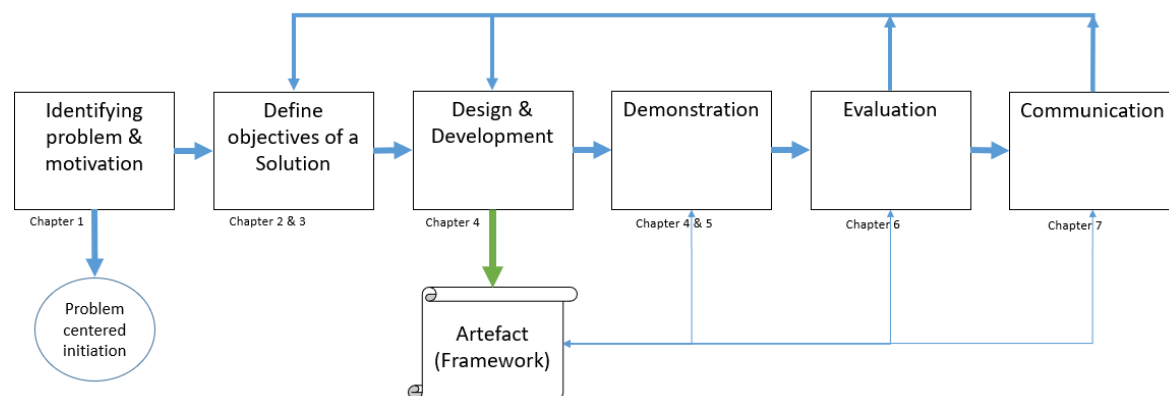 Identifying
problem &
motivation
Define
objectives of a
Solution
Design &
Development
Demonstration
Evaluation
Communication
Chapter 1
Chapter 2 & 3
Chapter 4
Chapter 4 & 5
Chapter 6
Chapter 7
Problem
centered
initiation
Artefact
(Framework)